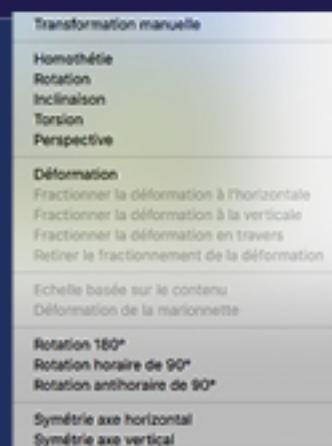 Transformation manuelle
Homothétie
Rotation
Inclinaison
Torsion
Perspective
Déformation
Fractionner la déformation à l'horizontale
Fractionner la déformation à la verticale
Fractionner la déformation en travers
Retirer le fractionnement de la déformation
Echelle basée sur le contenu
Déformation de la marionnette
Rotation 180°
Rotation horaire de 90°
Rotation antihoraire de 90°
Symétrie axe horizontal
Symétrie axe vertical